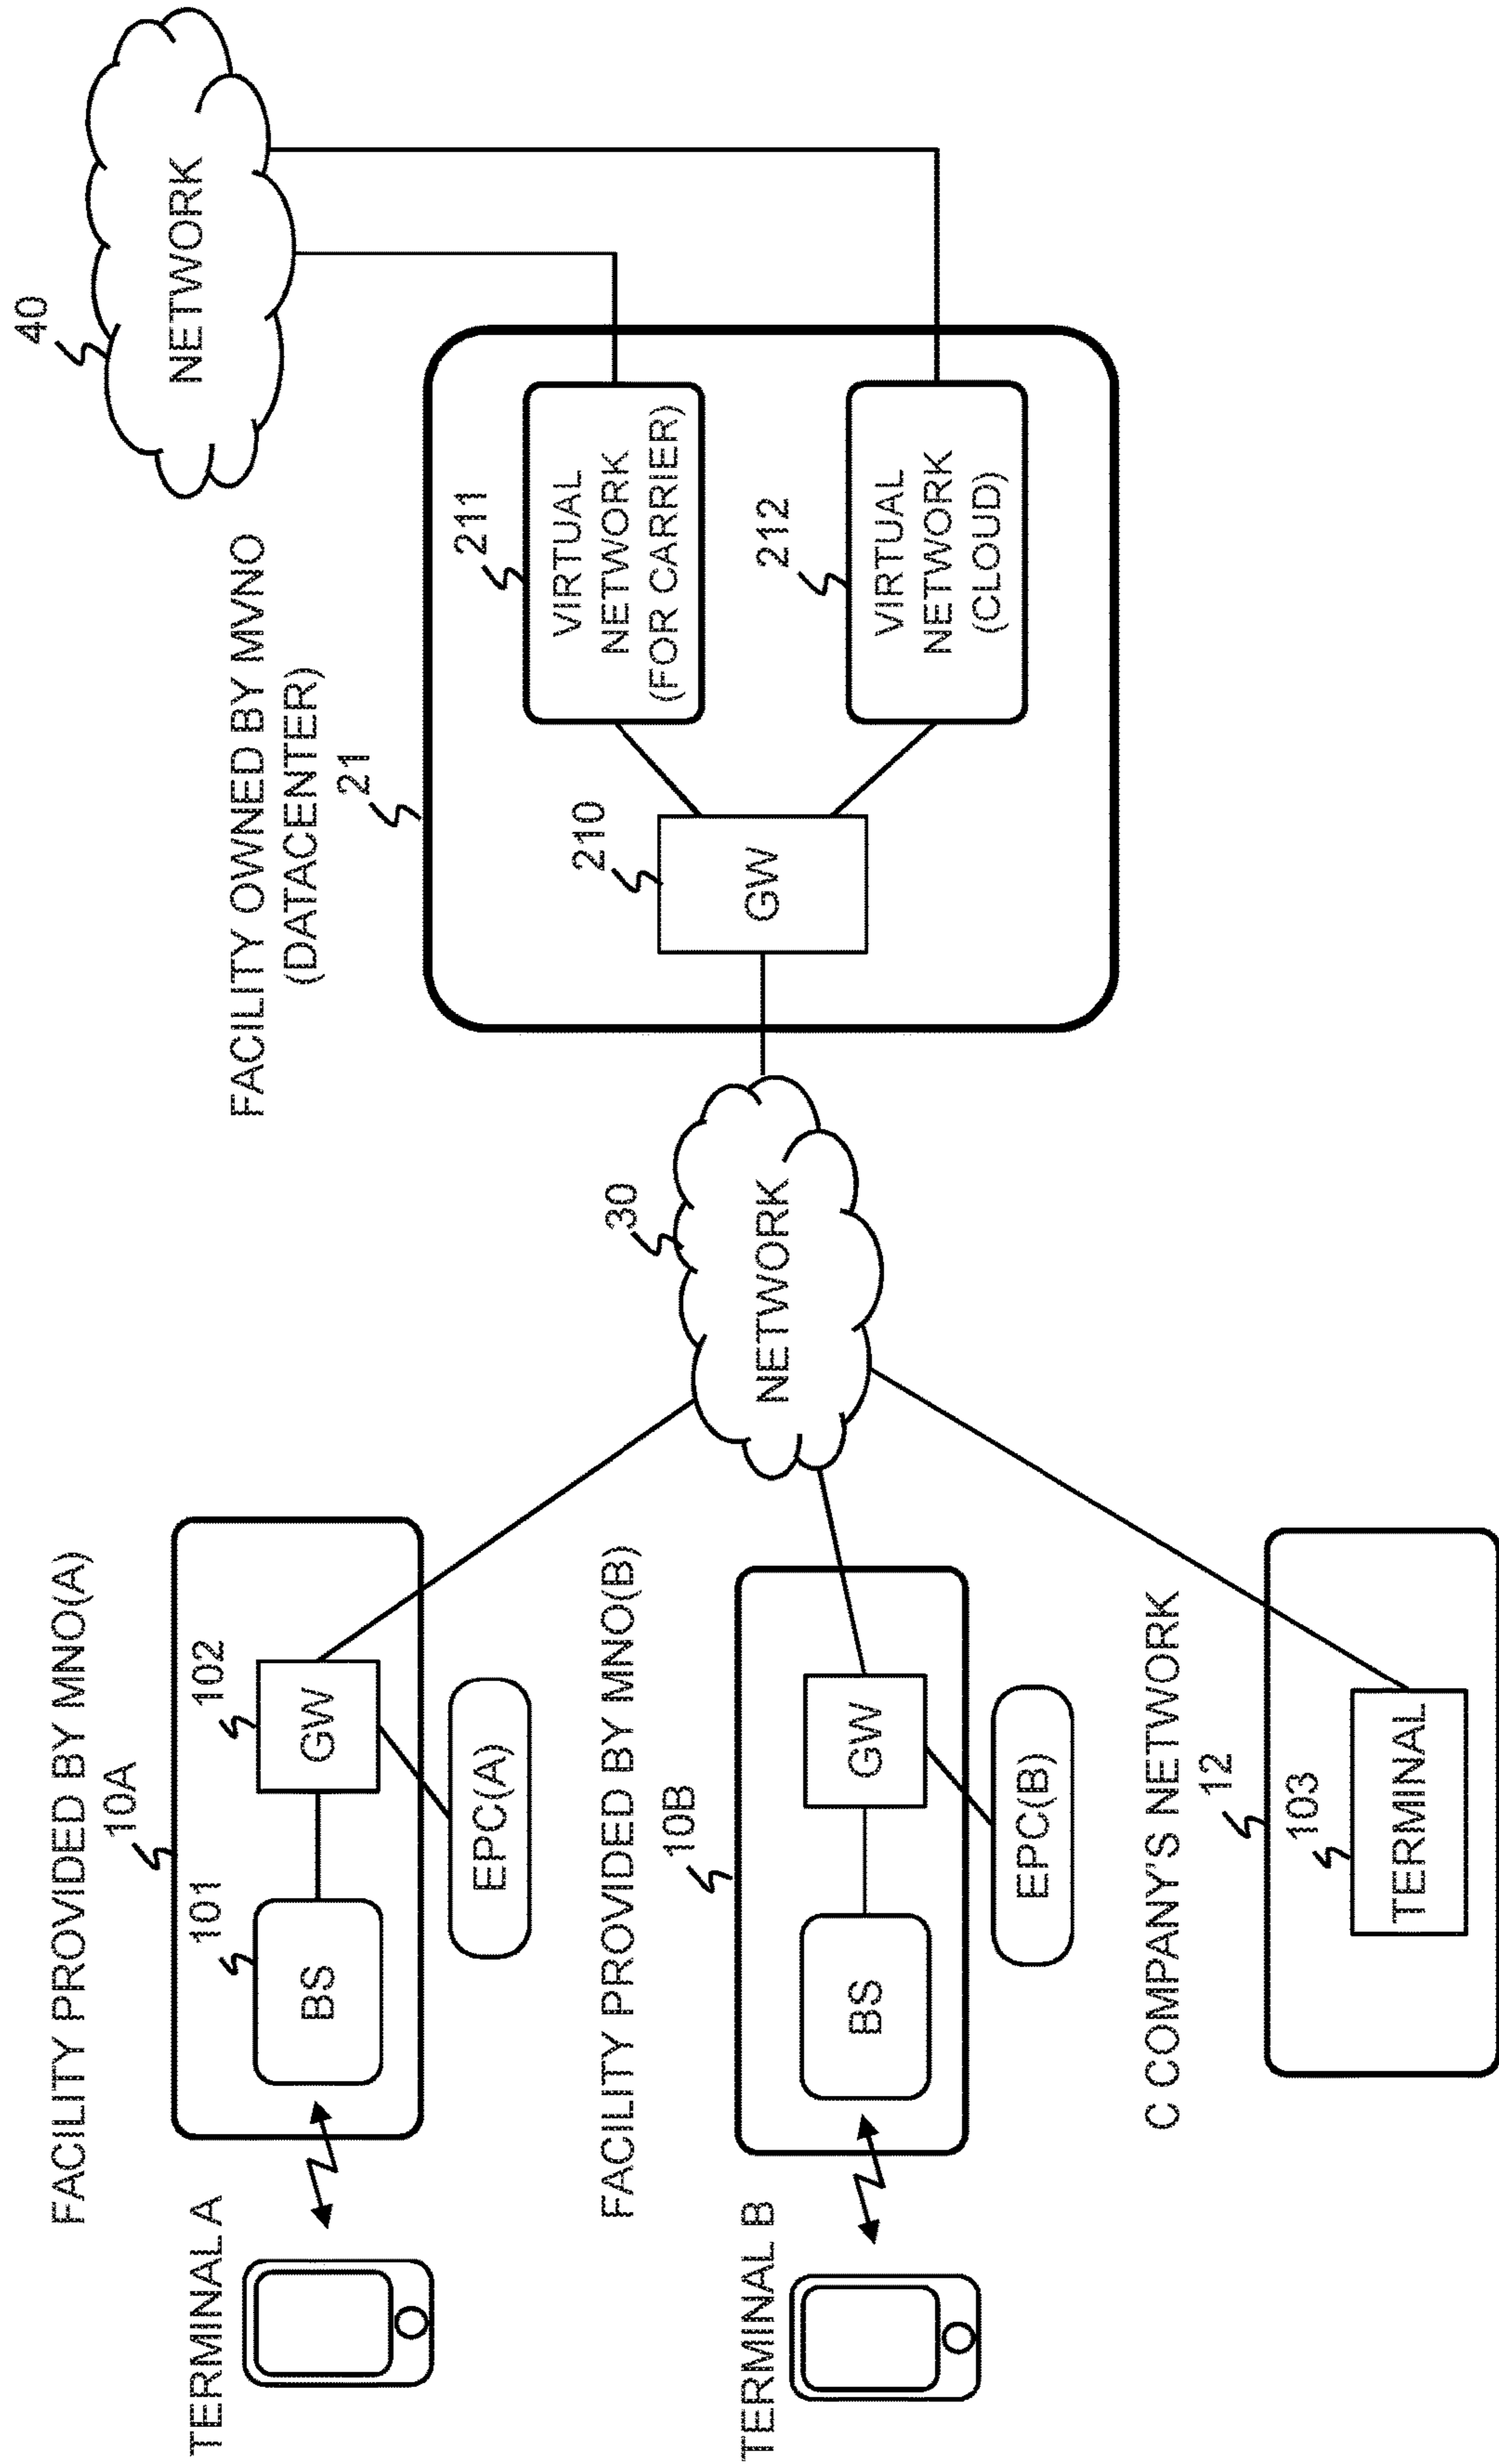 FACILITY PROVIDED BY MNO(A)
10A
TERMINAL A
101
102
BS
GW
EPC(A)
FACILITY PROVIDED BY MNO(B)
10B
TERMINAL B
BS
GW
EPC(B)
C COMPANY'S NETWORK
12
103
TERMINAL
30
NETWORK
FACILITY OWNED BY MVNO
(DATACENTER)
21
210
GW
211
VIRTUAL
NETWORK
(FOR CARRIER)
212
VIRTUAL
NETWORK
(CLOUD)
40
NETWORK